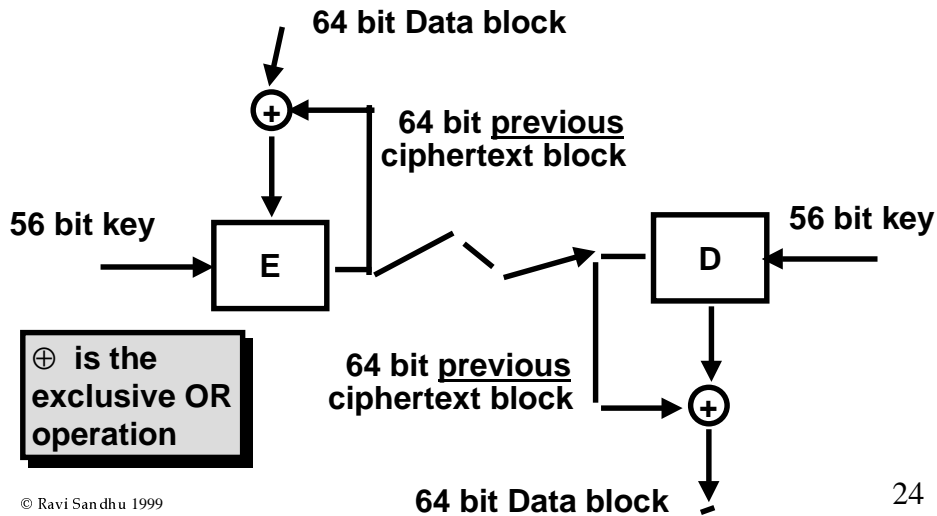 64 bit Data block
+
64 bit previous
ciphertext block
56 bit key
56 bit key
E
D
⊕ is the
exclusive OR
operation
64 bit previous
ciphertext block
+
64 bit Data block
© Ravi Sandhu 1999
24